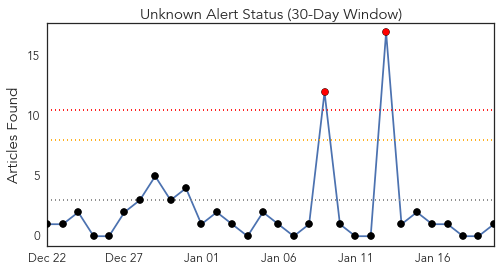 Unknown Alert Status (30-Day Window)
Articles Found
15
10
5
0
Dec 22
Dec 27
Jan 01
Jan 06
Jan 11
Jan 16